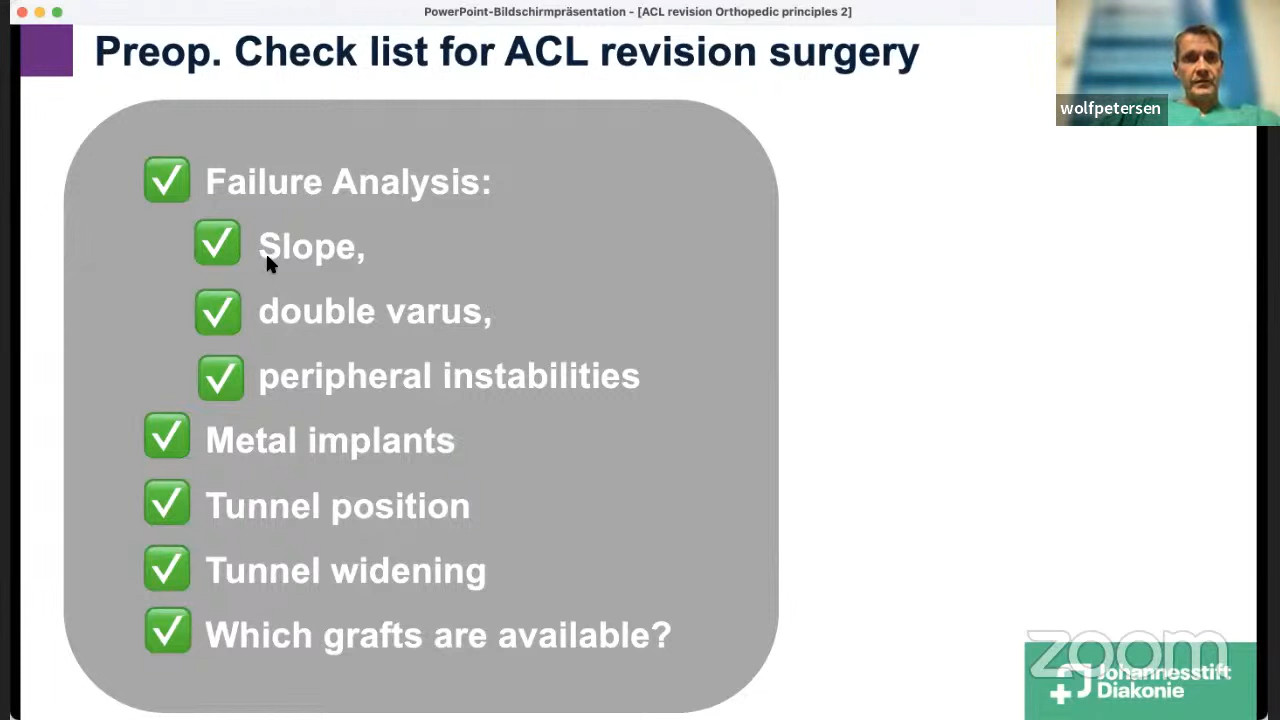 PowerPoint-Bildschirmpräsentation - [ACL revision Orthopedic principles 2]
Preop. Check list for ACL revision surgery
wolfpetersen
Failure Analysis:
Slope,
double varus,
peripheral instabilities
Metal implants
Tunnel position
Tunnel widening
Which grafts are available?
zoom
Johannesstift
Diakonie